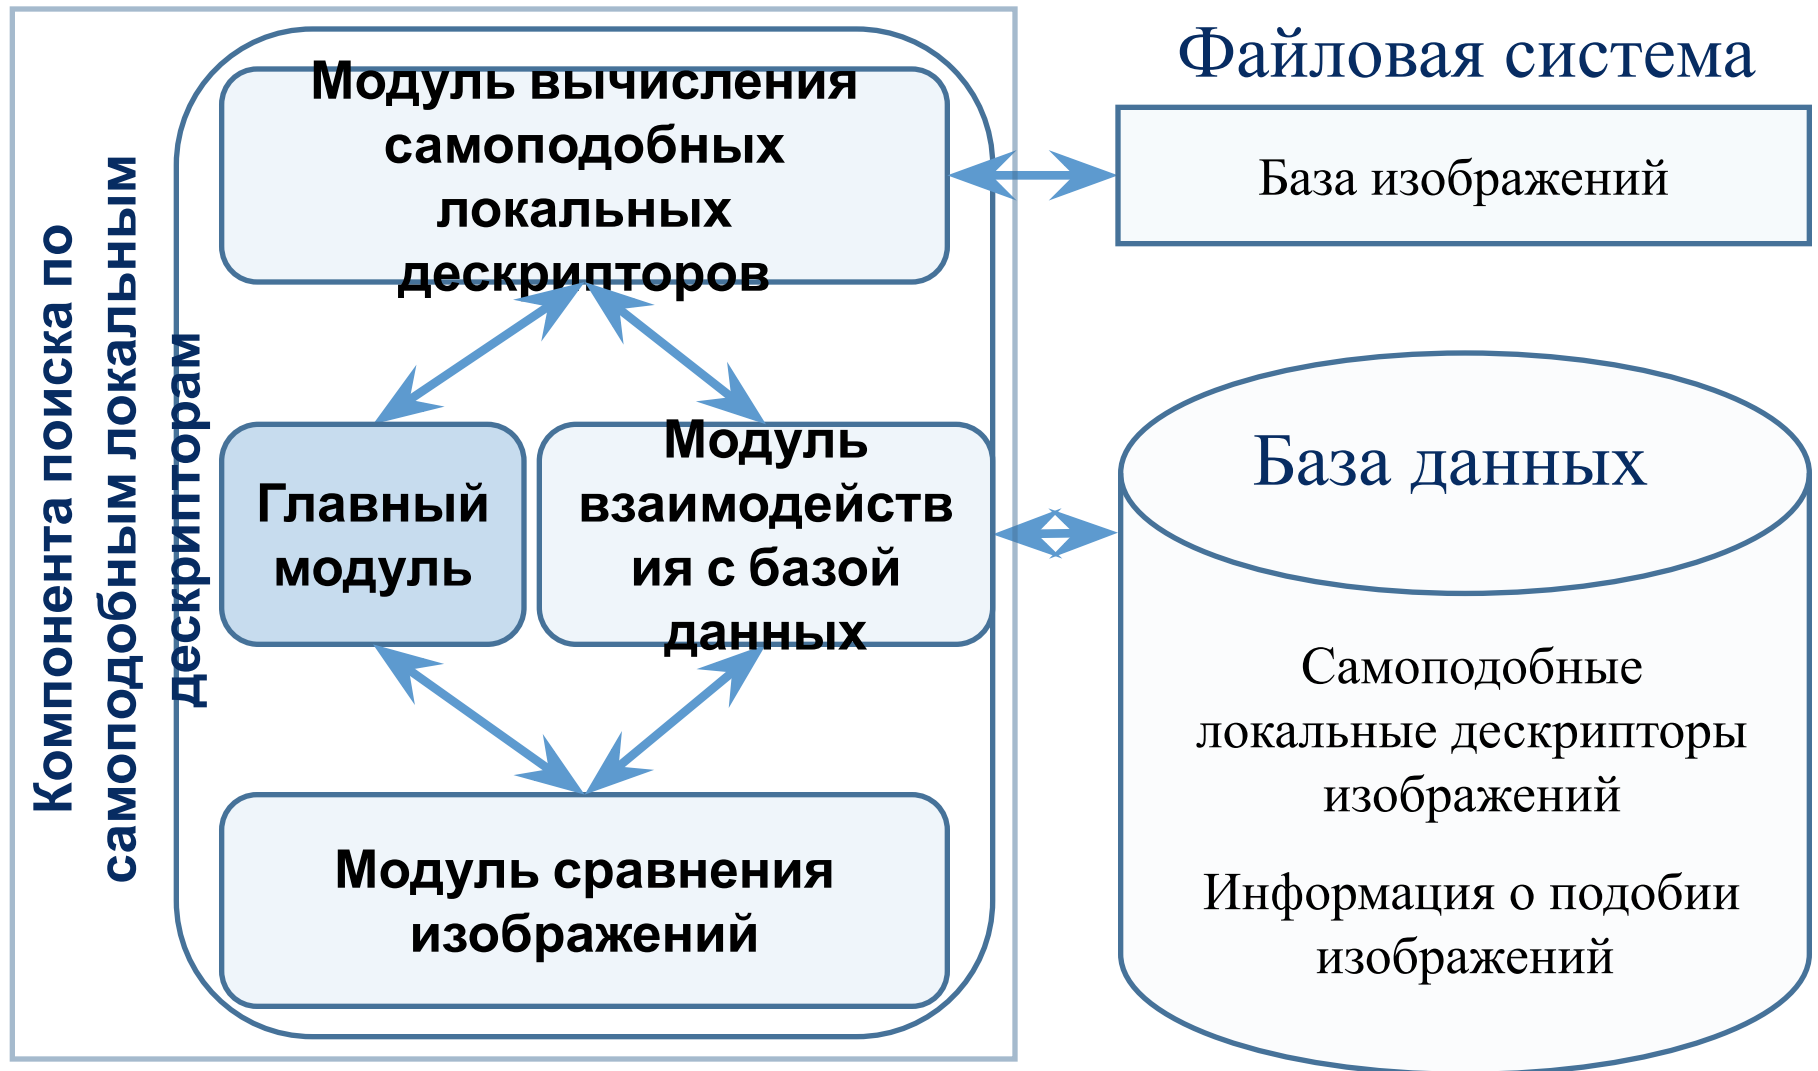 Компонента поиска по
самоподобным локальным
дескрипторам
Модуль вычисления
самоподобных
локальных
дескрипторов
Главный
модуль
Модуль
взаимодейств
ия с базой
данных
Модуль сравнения
изображений
Файловая система
База изображений
База данных
Самоподобные
локальные дескрипторы
изображений
Информация о подобии
изображений